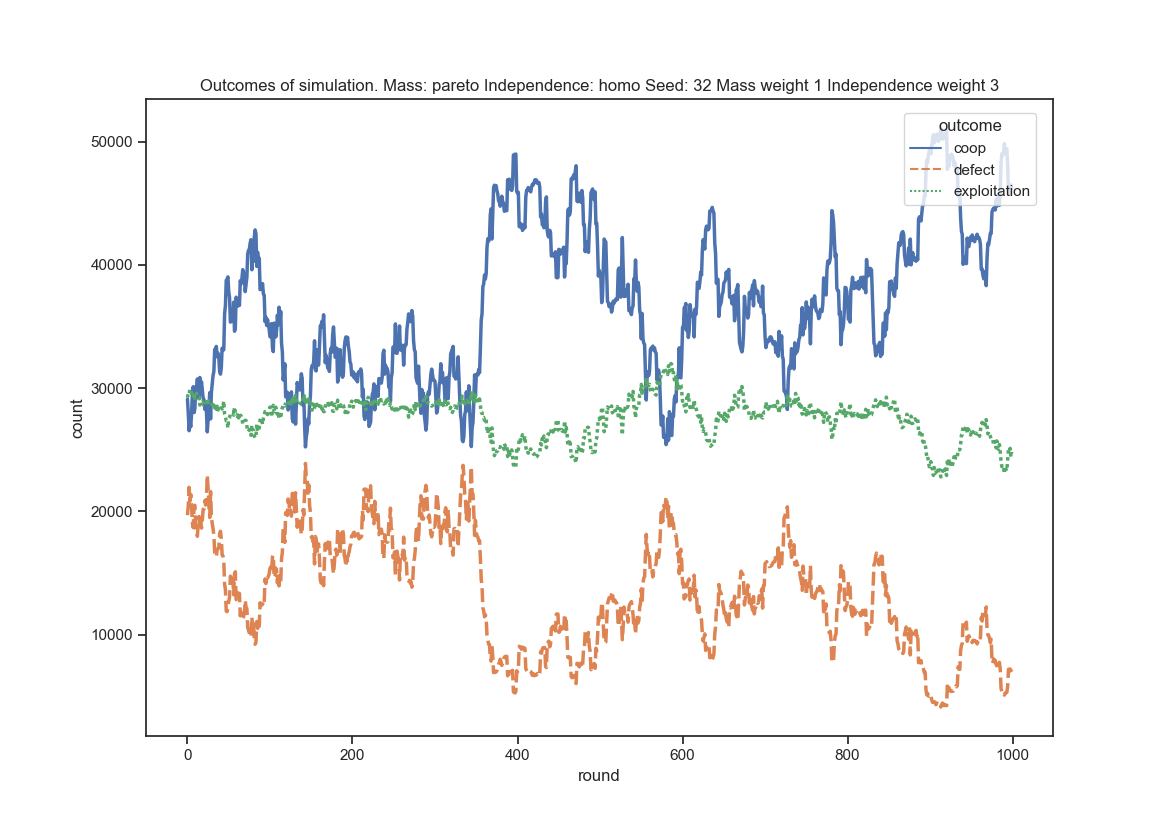 Outcomes of simulation. Mass: pareto Independence: homo Seed: 32 Mass weight 1 Independence weight 3
outcome
coop
defect
exploitation
50000
40000
30000
20000
10000
count
0 200 400 600 800 1000
round